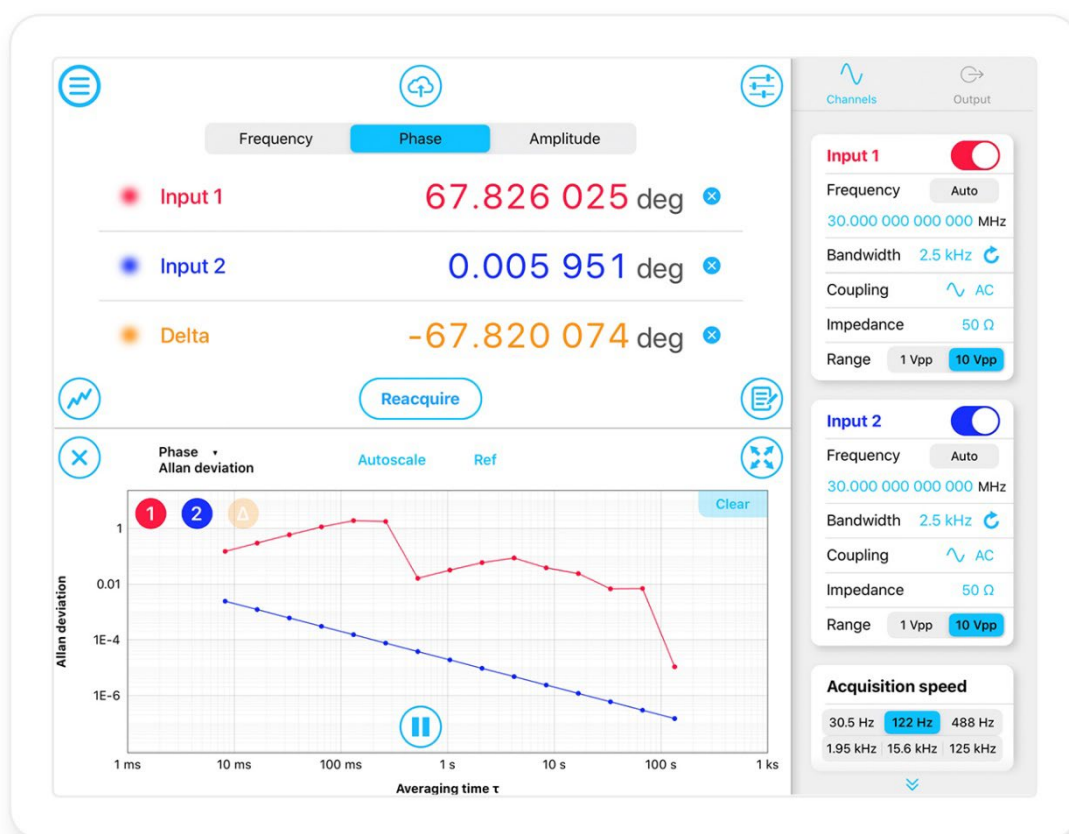 Frequency Phase Amplitude
Input 1 67.826 025 deg
Input 2 0.005 951 deg
Delta -67.820 074 deg
Reacquire
Phase
Allan deviation
Autoscale Ref
Clear
1 2 Δ
1
0.01
1E-4
1E-6
Allan deviation
1 ms 10 ms 100 ms 1 s 10 s 100 s 1 ks
Averaging time τ
Channels Output
Input 1
Frequency Auto
30.000 000 000 000 MHz
Bandwidth 2.5 kHz
Coupling AC
Impedance 50 Ω
Range 1 Vpp 10 Vpp
Input 2
Frequency Auto
30.000 000 000 000 MHz
Bandwidth 2.5 kHz
Coupling AC
Impedance 50 Ω
Range 1 Vpp 10 Vpp
Acquisition speed
30.5 Hz 122 Hz 488 Hz
1.95 kHz 15.6 kHz 125 kHz